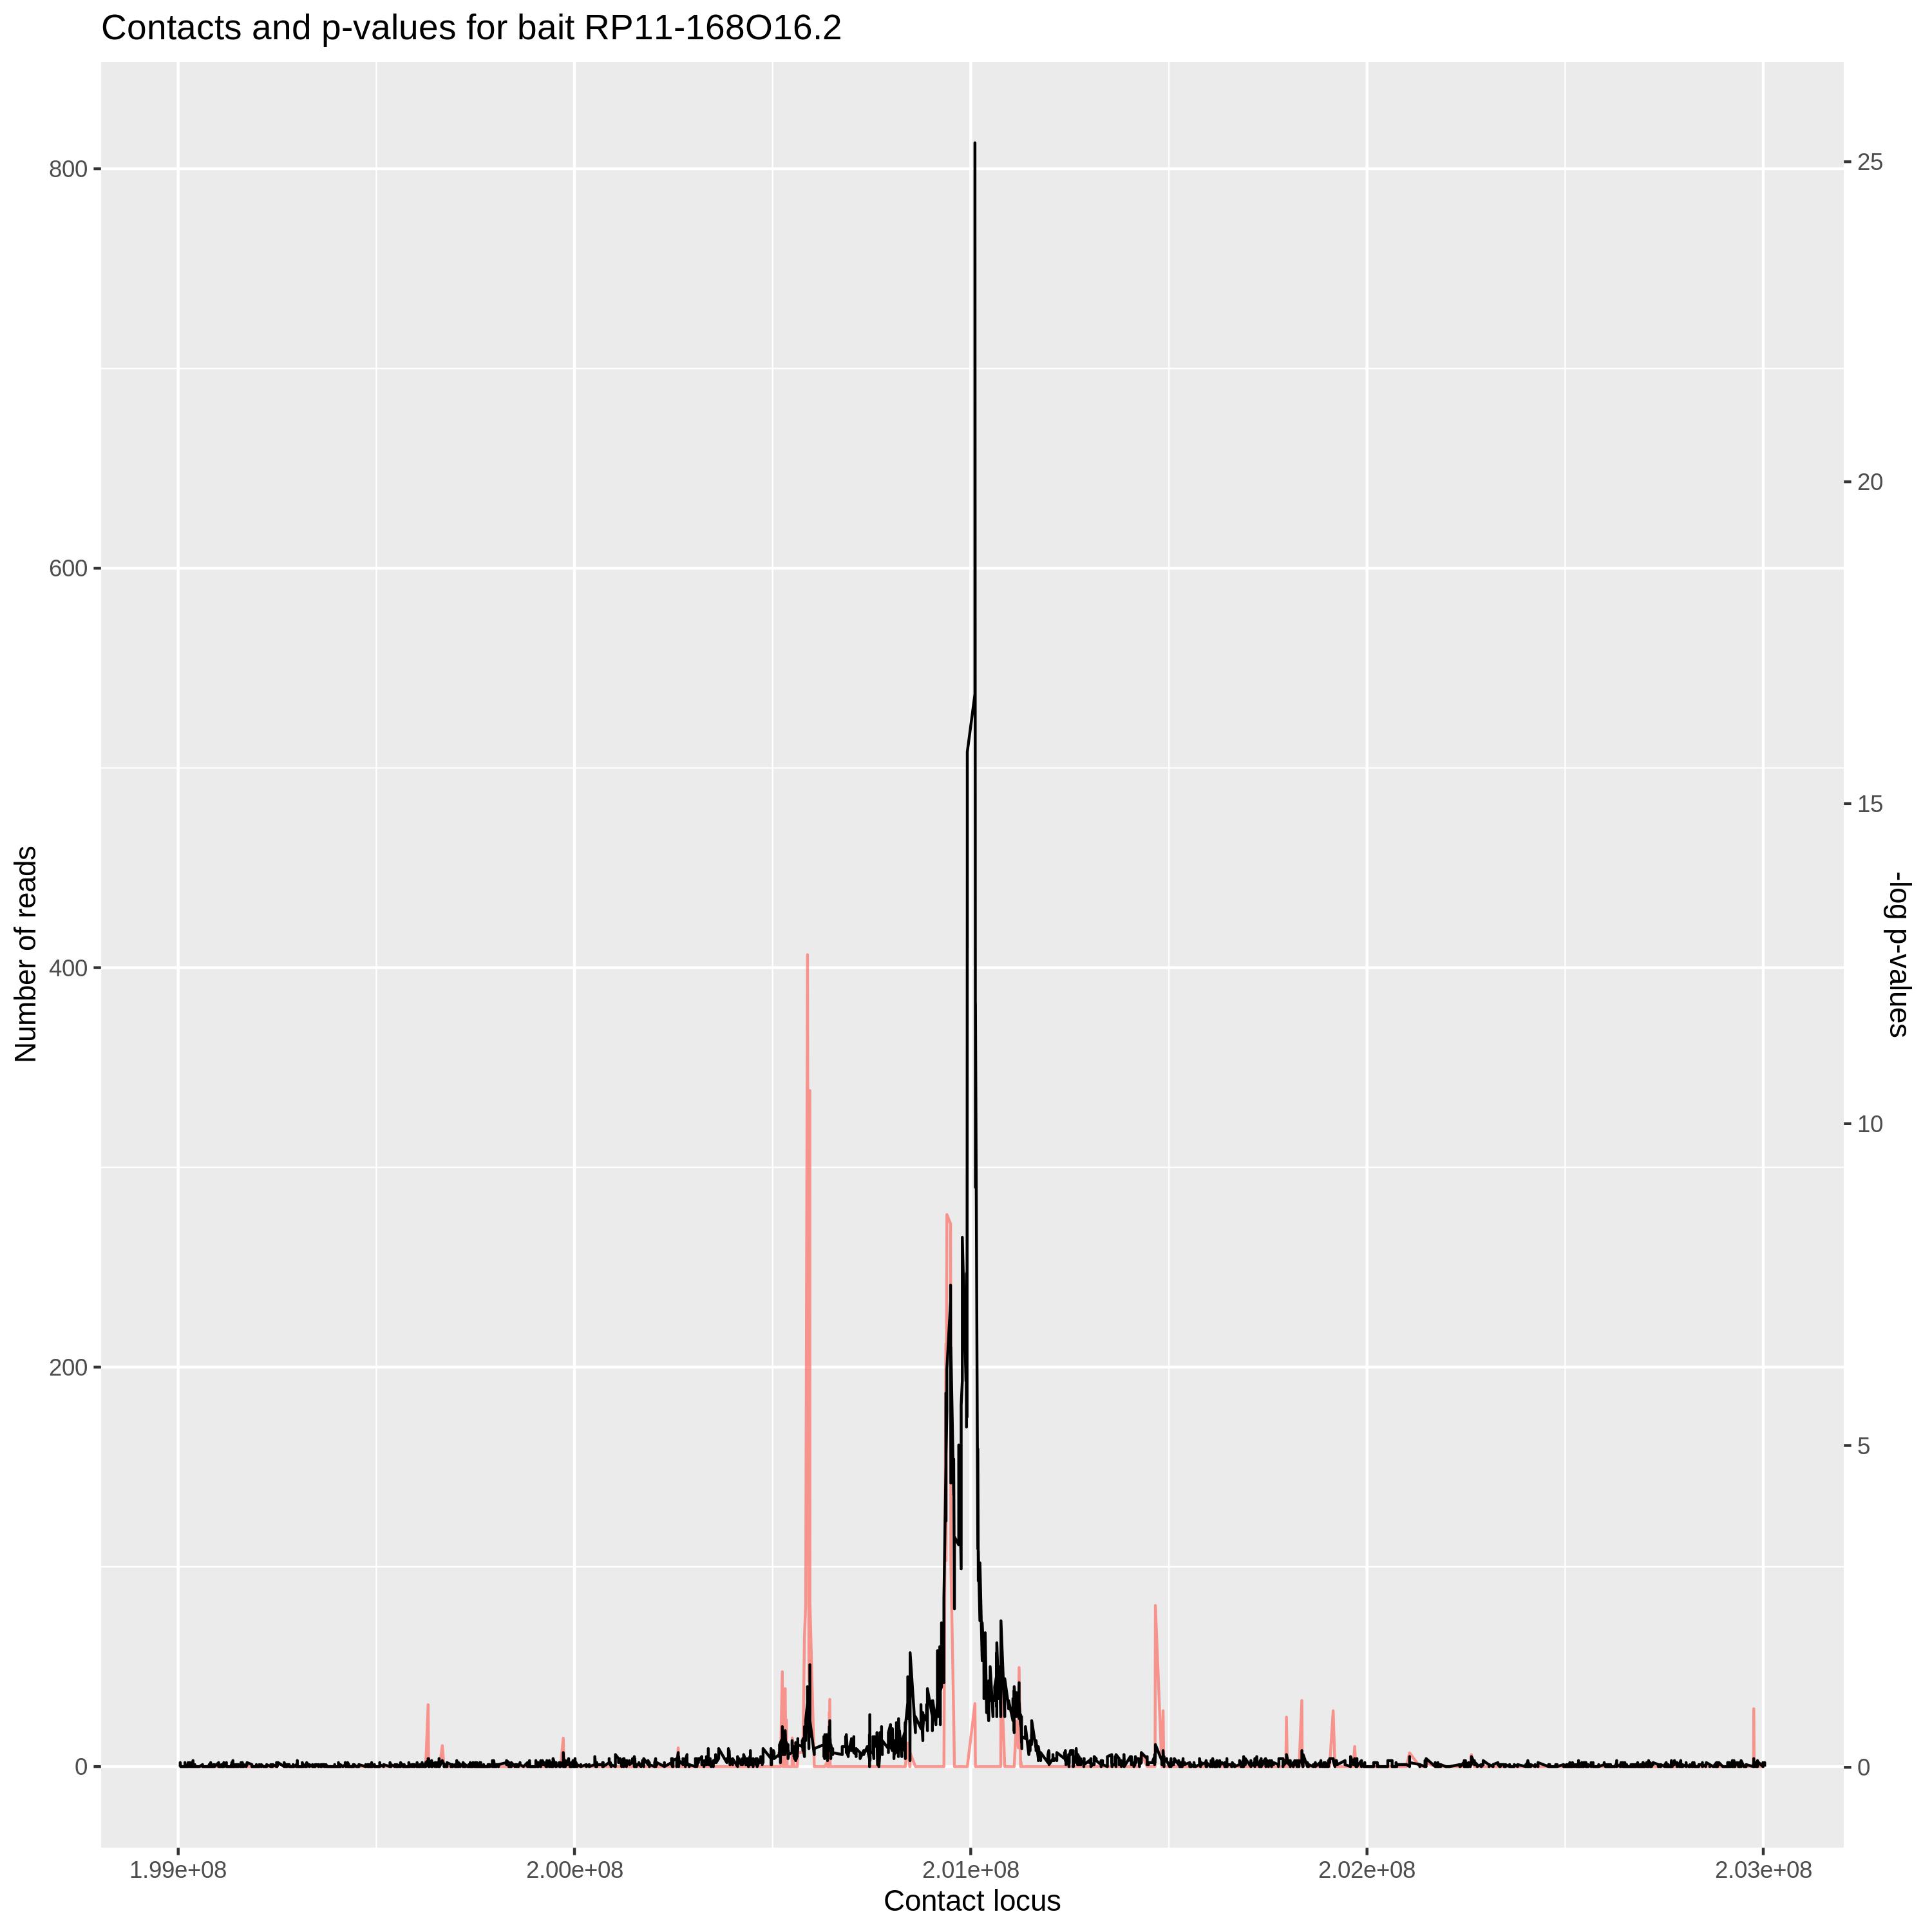 Contacts and p-values for bait RP11-168O16.2
800
600
400
200
0
Number of reads
25
20
15
10
5
0
-log p-values
1.99e+08
2.00e+08
2.01e+08
2.02e+08
2.03e+08
Contact locus